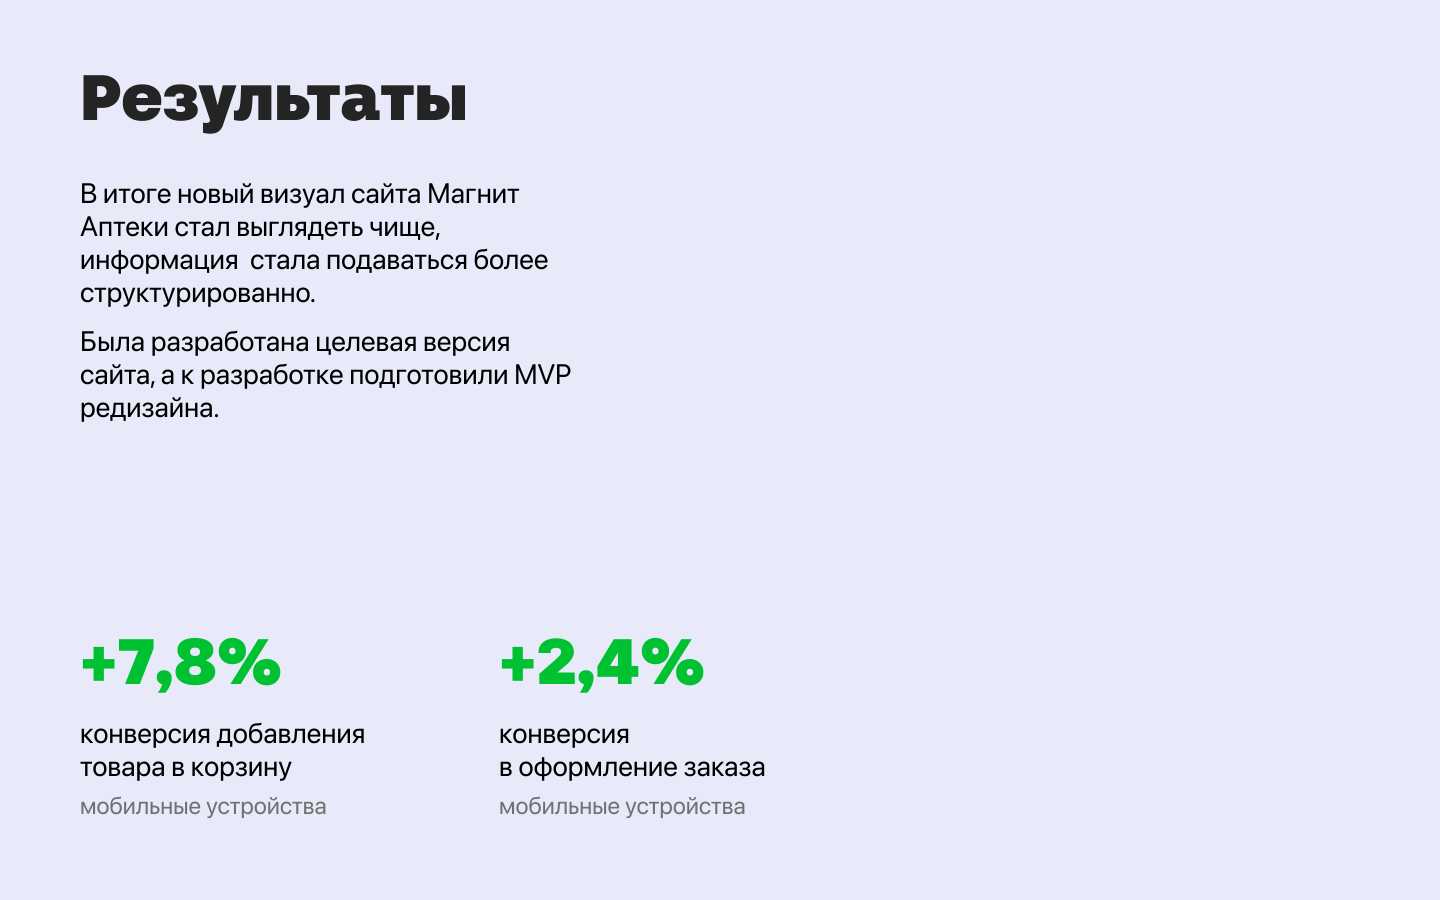 Результаты
В итоге новый визуал сайта Магнит
Аптеки стал выглядеть чище,
информация  стала подаваться более
структурированно.
Была разработана целевая версия
сайта, а к разработке подготовили MVP
редизайна.
+7,8%
конверсия добавления
товара в корзину
мобильные устройства
+2,4%
конверсия
в оформление заказа
мобильные устройства